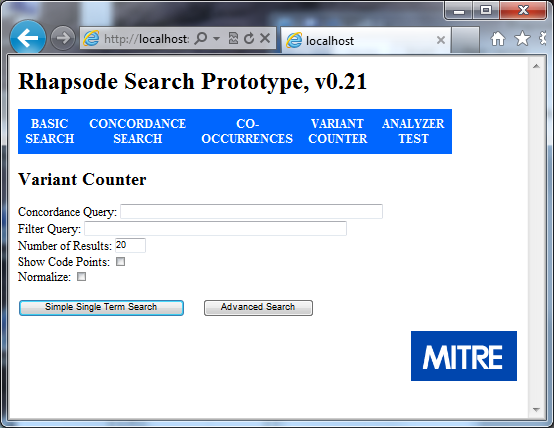 http://localhost:
localhost
Rhapsode Search Prototype, v0.21
BASIC SEARCH
CONCORDANCE SEARCH
CO-OCCURRENCES
VARIANT COUNTER
ANALYZER TEST
Variant Counter
Concordance Query:
Filter Query:
Number of Results: 20
Show Code Points:
Normalize:
Simple Single Term Search
Advanced Search
MITRE